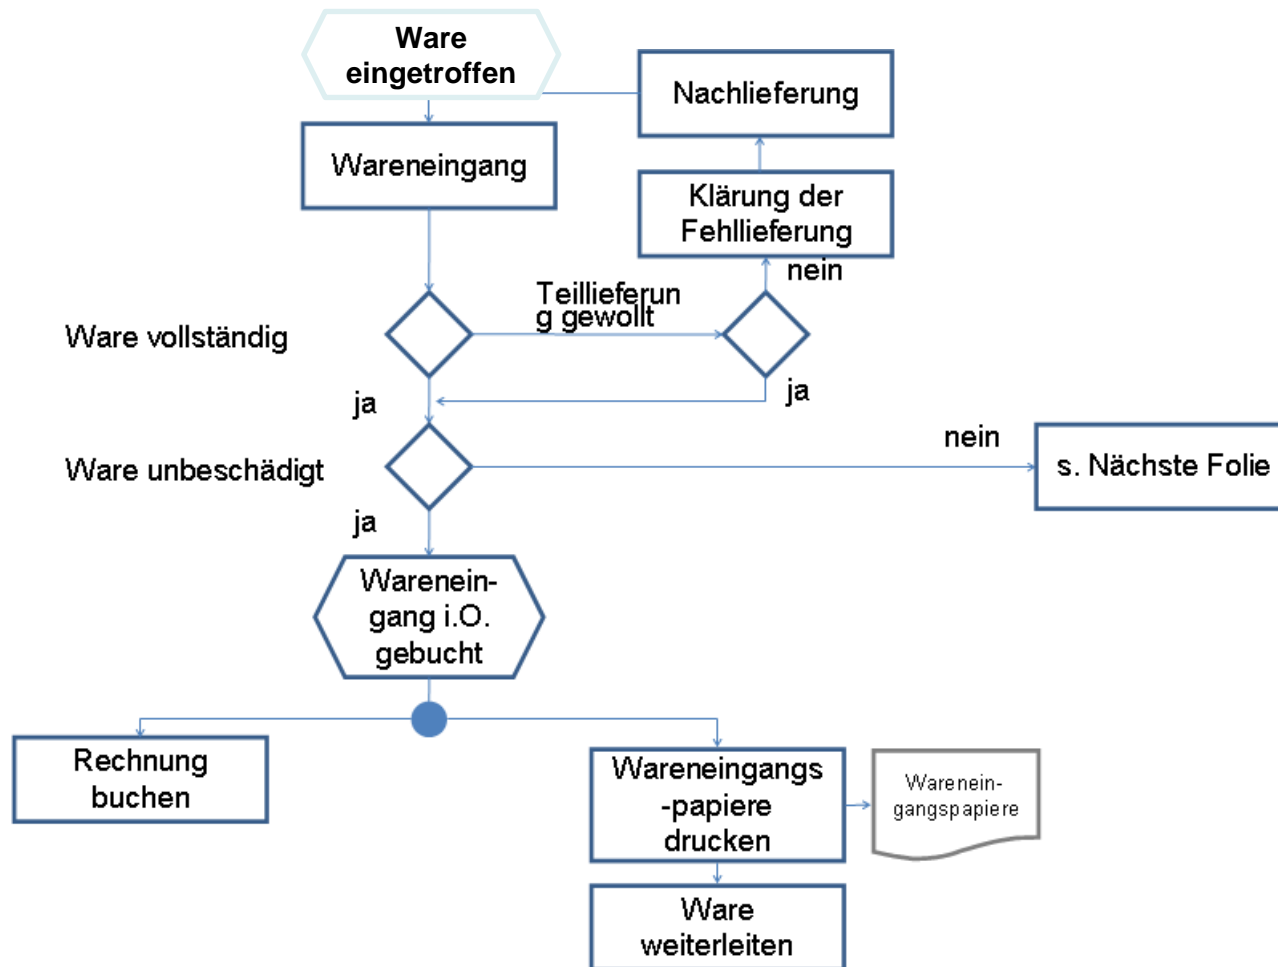 Ware
eingetroffen
Nachlieferung
Wareneingang
Klärung der
Fehllieferung
nein
Teillieferun
g gewollt
Ware vollständig
ja
ja
nein
s. Nächste Folie
Ware unbeschädigt
ja
Warenein-
gang i.O.
gebucht
Rechnung
buchen
Wareneingangs
-papiere
drucken
Warenein-
gangspapiere
Ware
weiterleiten